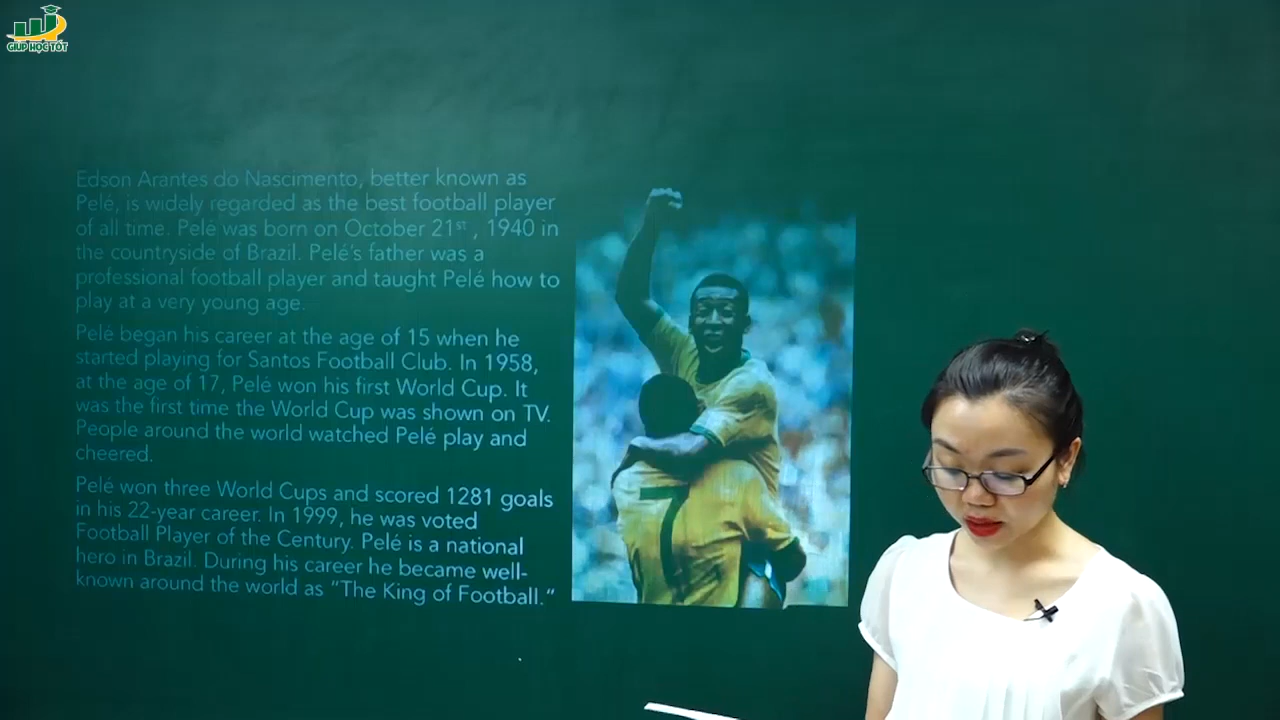 GIÚP HỌC TỐT
Edson Arantes do Nascimento, better known as
Pelé, is widely regarded as the best football player
of all time. Pelé was born on October 21st , 1940 in
the countryside of Brazil. Pelé's father was a
professional football player and taught Pelé how to
play at a very young age.
Pelé began his career at the age of 15 when he
started playing for Santos Football Club. In 1958,
at the age of 17, Pelé won his first World Cup. It
was the first time the World Cup was shown on TV.
People around the world watched Pelé play and
cheered.
Pelé won three World Cups and scored 1281 goals
in his 22-year career. In 1999, he was voted
Football Player of the Century. Pelé is a national
hero in Brazil. During his career he became well-
known around the world as “The King of Football.”
7